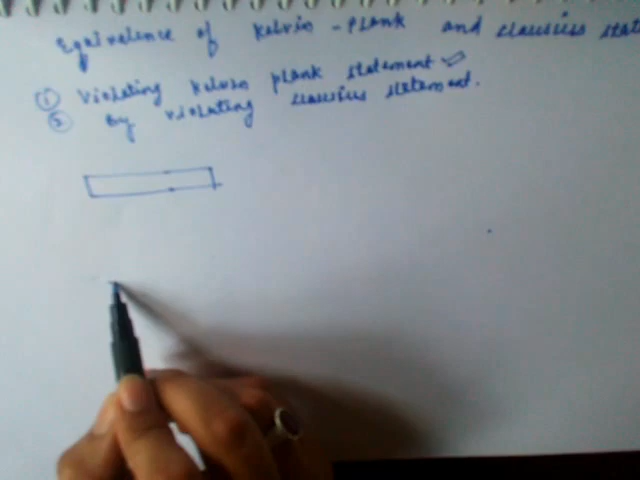 Equivalence of Kelvin - Plank and Clausius stat
① Violating Kelvin Plank statement ✓
② By violating clausius statement.